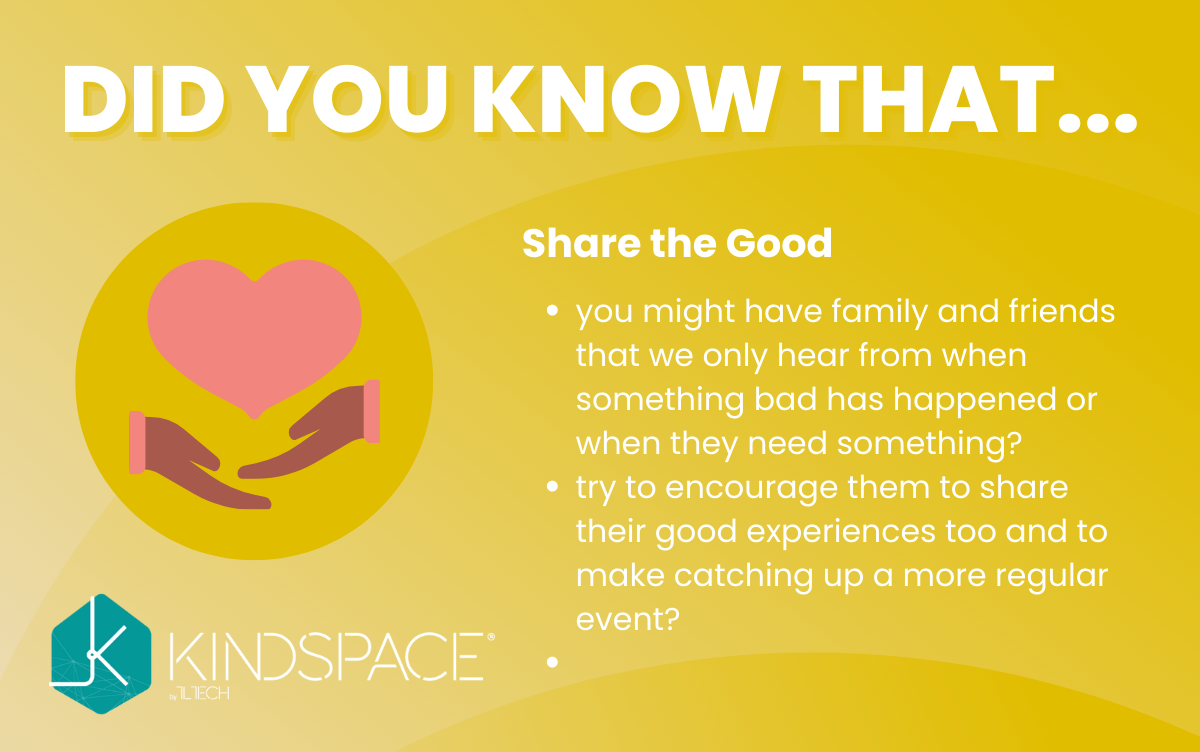 DID YOU KNOW THAT...
Share the Good
• you might have family and friends
that we only hear from when
something bad has happened or
when they need something?
• try to encourage them to share
their good experiences too and to
make catching up a more regular
event?
•
KINDSPACE®
by 1L1TECH